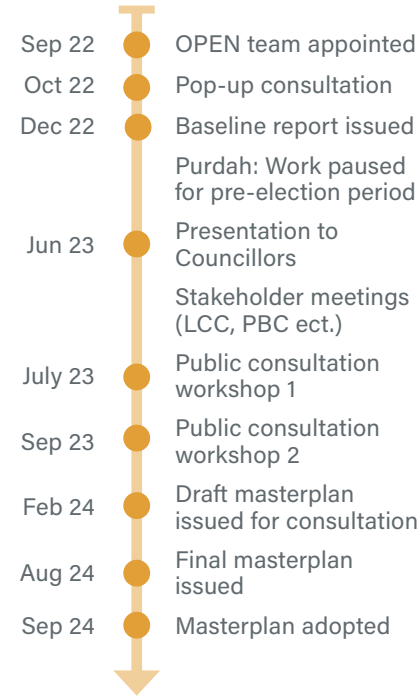 Sep 22 OPEN team appointed
Oct 22 Pop-up consultation
Dec 22 Baseline report issued
Purdah: Work paused
for pre-election period
Jun 23 Presentation to
Councillors
Stakeholder meetings
(LCC, PBC ect.)
July 23 Public consultation
workshop 1
Sep 23 Public consultation
workshop 2
Feb 24 Draft masterplan
issued for consultation
Aug 24 Final masterplan
issued
Sep 24 Masterplan adopted